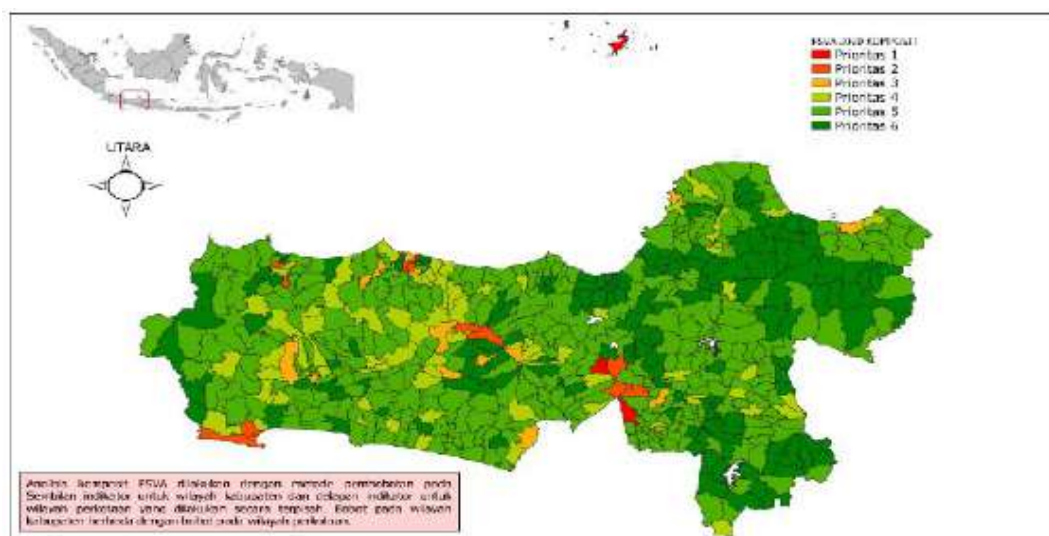 FSVA 2020 KOMPOSIT
Prioritas 1
Prioritas 2
Prioritas 3
Prioritas 4
Prioritas 5
Prioritas 6
UTARA
Analisis komposit FSVA dilakukan dengan metode pembobotan pada
Sembilan indikator untuk wilayah kabupaten dan delapan indikator untuk
wilayah perkotaan yang dilakukan secara terpisah. Bobot pada wilayah
kabupaten berbeda dengan bobot pada wilayah perkotaan.